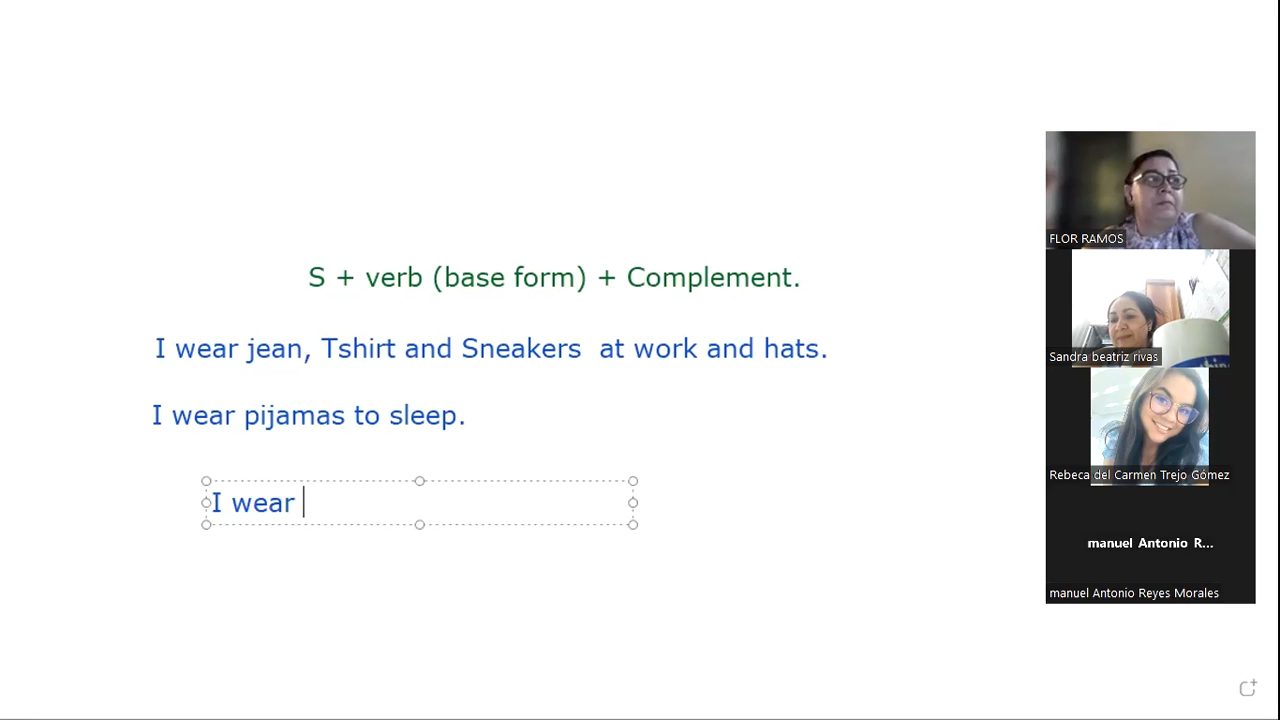 S + verb (base form) + Complement.
I wear jean, Tshirt and Sneakers at work and hats.
I wear pijamas to sleep.
I wear
FLOR RAMOS
Sandra beatriz rivas
Rebeca del Carmen Trejo Gómez
manuel Antonio R...
manuel Antonio Reyes Morales